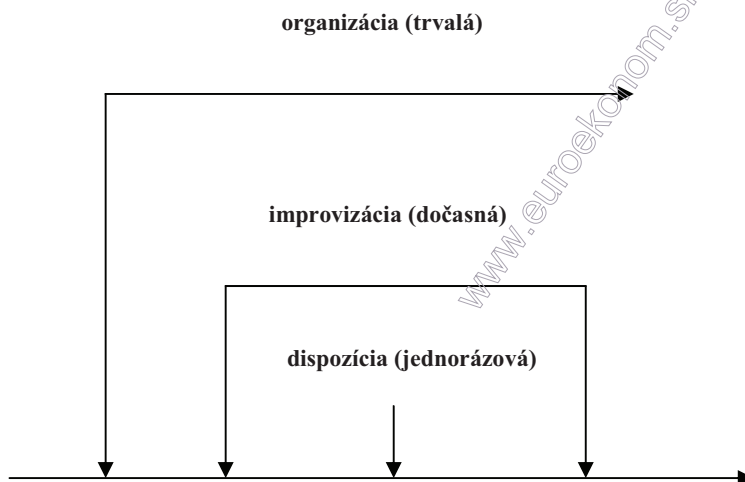 organizácia (trvalá)
improvizácia (dočasná)
dispozícia (jednorázová)
www.euroekonom.sk